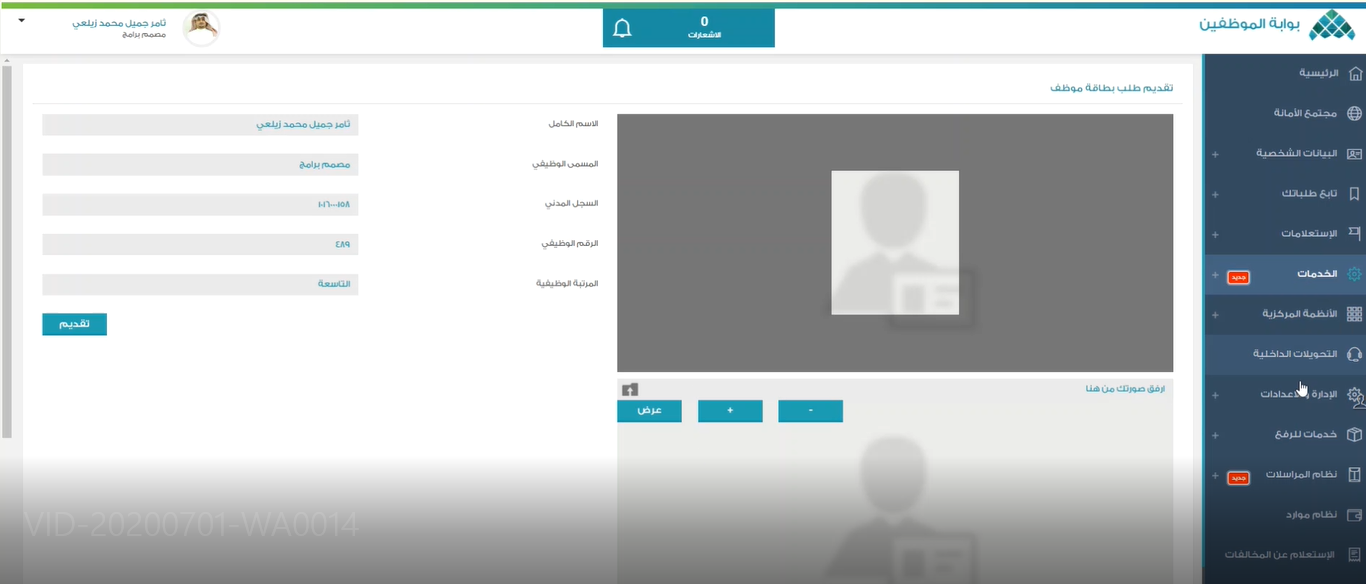 بوابة الموظفين
0
الاشعارات
ثامر جميل محمد زيلعي
مصمم برامج
الرئيسية
مجتمع الأمانة
البيانات الشخصية
تابع طلباتك
الإستعلامات
الخدمات
جديد
الأنظمة المركزية
التحويلات الداخلية
الإدارة
خدمات للرفع
نظام المراسلات
جديد
نظام موارد
الإستعلام عن المخالفات
تقديم طلب بطاقة موظف
الاسم الكامل
ثامر جميل محمد زيلعي
المسمى الوظيفي
مصمم برامج
السجل المدني
الرقم الوظيفي
٤٨٩
المرتبة الوظيفية
التاسعة
تقديم
ارفق صورتك من هنا
عرض
+
-
VID-20200701-WA0014